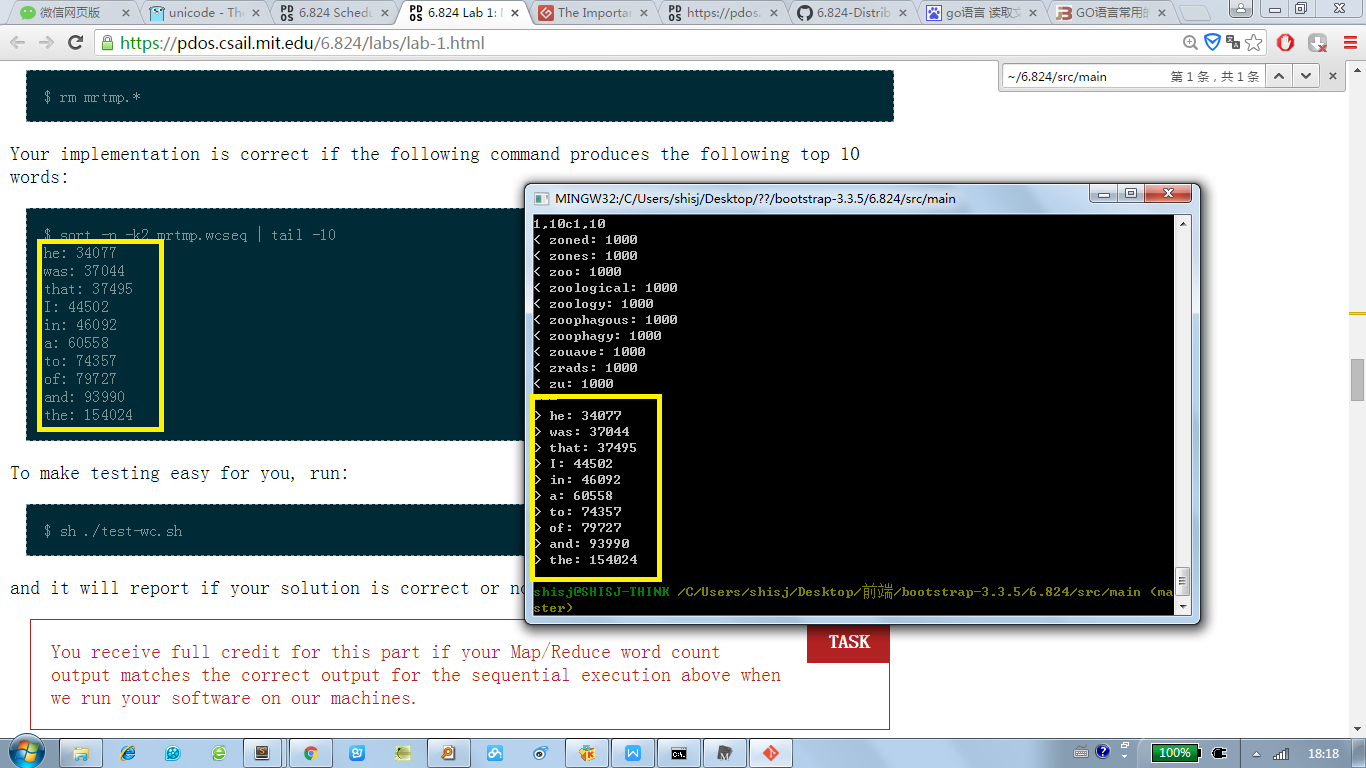 微信网页版
unicode - The
6.824 Schedu
6.824 Lab 1:
The Importan
https://pdos.
6.824-Distrib
go语言 读取文
GO语言常用的
https://pdos.csail.mit.edu/6.824/labs/lab-1.html
~/6.824/src/main
第 1 条，共 1 条
$ rm mrtmp.*
Your implementation is correct if the following command produces the following top 10
words:
$ sort -n -k2 mrtmp.wcseq | tail -10
he: 34077
was: 37044
that: 37495
I: 44502
in: 46092
a: 60558
to: 74357
of: 79727
and: 93990
the: 154024
To make testing easy for you, run:
$ sh ./test-wc.sh
and it will report if your solution is correct or
TASK
You receive full credit for this part if your Map/Reduce word count
output matches the correct output for the sequential execution above when
we run your software on our machines.
MINGW32:/C/Users/shisj/Desktop/??/bootstrap-3.3.5/6.824/src/main
1,10c1,10
< zoned: 1000
< zones: 1000
< zoo: 1000
< zoological: 1000
< zoology: 1000
< zoophagous: 1000
< zoophagy: 1000
< zouave: 1000
< zrads: 1000
< zu: 1000
> he: 34077
> was: 37044
> that: 37495
> I: 44502
> in: 46092
> a: 60558
> to: 74357
> of: 79727
> and: 93990
> the: 154024
shisj@SHISJ-THINK /C/Users/shisj/Desktop/前端/bootstrap-3.3.5/6.824/src/main (ma
ster)
100%
18:18